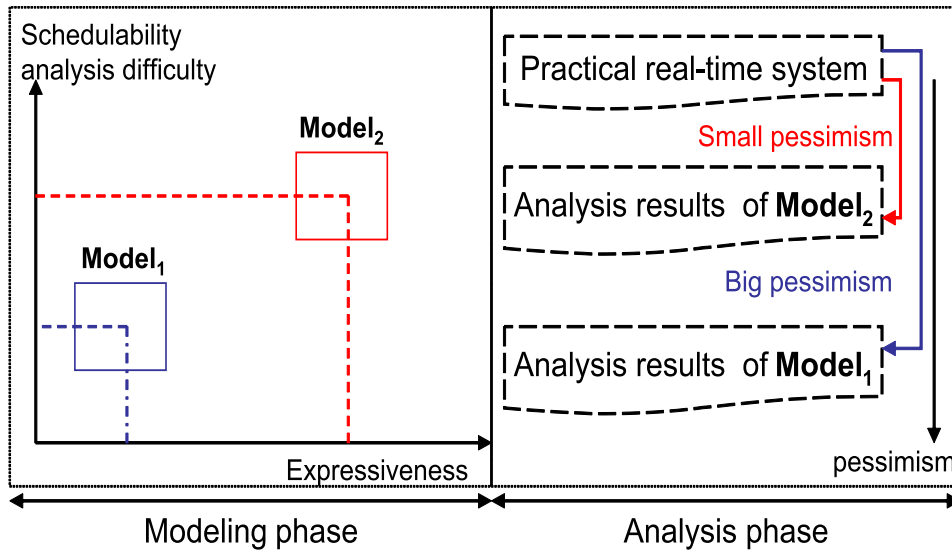 Schedulability
analysis difficulty
Model2
Model1
Expressiveness
Modeling phase
Practical real-time system
Small pessimism
Analysis results of Model2
Big pessimism
Analysis results of Model1
pessimism
Analysis phase